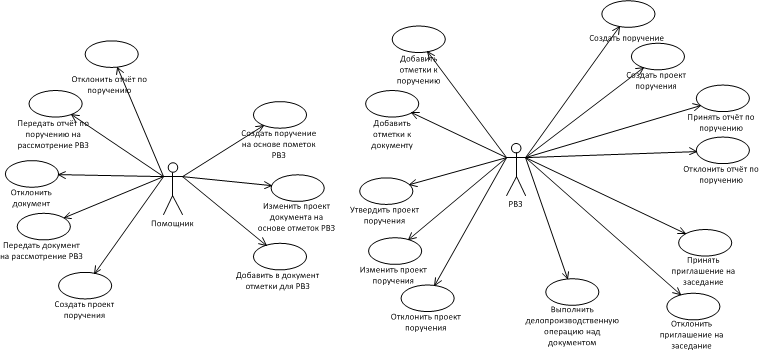 Отклонить отчёт по
поручению
Передать отчёт по
поручению на
рассмотрение РВЗ
Отклонить
документ
Передать документ
на рассмотрение РВЗ
Создать проект
поручения
Помощник
Создать поручение
на основе пометок
РВЗ
Изменить проект
документа на
основе отметок РВЗ
Добавить в документ
отметки для РВЗ
Добавить
отметки к
поручению
Добавить
отметки к
документу
Утвердить проект
поручения
Изменить проект
поручения
Отклонить проект
поручения
РВЗ
Создать поручение
Создать проект
поручения
Принять отчёт по
поручению
Отклонить отчёт по
поручению
Принять
приглашение на
заседание
Отклонить
приглашение на
заседание
Выполнить
делопроизводственную
операцию над
документом